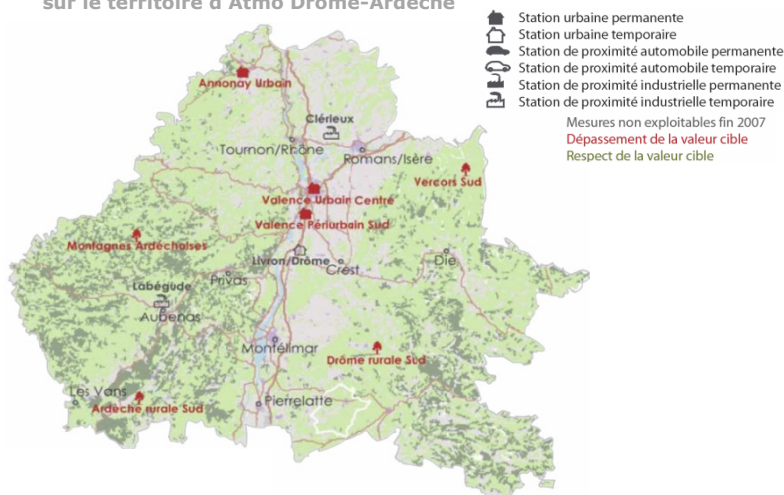 sur le territoire d'Atmo Drôme-Ardèche
Station urbaine permanente
Station urbaine temporaire
Station de proximité automobile permanente
Station de proximité automobile temporaire
Station de proximité industrielle permanente
Station de proximité industrielle temporaire
Mesures non exploitables fin 2007
Dépassement de la valeur cible
Respect de la valeur cible
Annonay Urbain
Clérieux
Tournon/Rhône
Romans/Isère
Vercors Sud
Valence Urbain Centre
Valence Périurbain Sud
Montagnes Ardéchoises
Livron/Drôme
Crest
Die
Privas
Labégude
Aubenas
Montélimar
Drôme rurale Sud
Les Vans
Ardèche rurale Sud
Pierrelatte